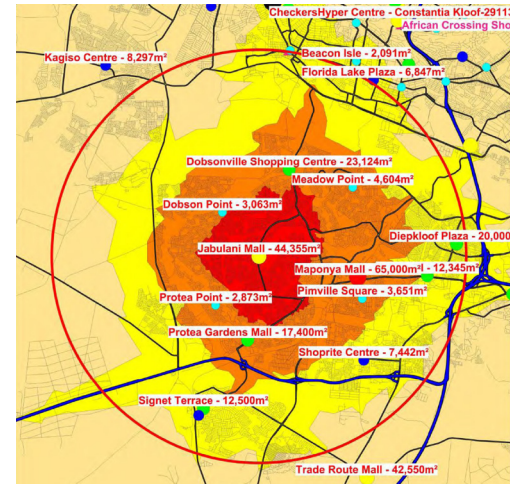 CheckersHyper Centre - Constantia Kloof-29113
African Crossing Sho
Beacon Isle - 2,091m²
Kagiso Centre - 8,297m²
Florida Lake Plaza - 6,847m²
Dobsonville Shopping Centre - 23,124m²
Meadow Point - 4,604m²
Dobson Point - 3,063m²
Diepkloof Plaza - 20,000
Jabulani Mall - 44,355m²
Maponya Mall - 65,000m²l - 12,345m²
Pimville Square - 3,651m²
Protea Point - 2,873m²
Protea Gardens Mall - 17,400m²
Shoprite Centre - 7,442m²
Signet Terrace - 12,500m²
Trade Route Mall - 42,550m²